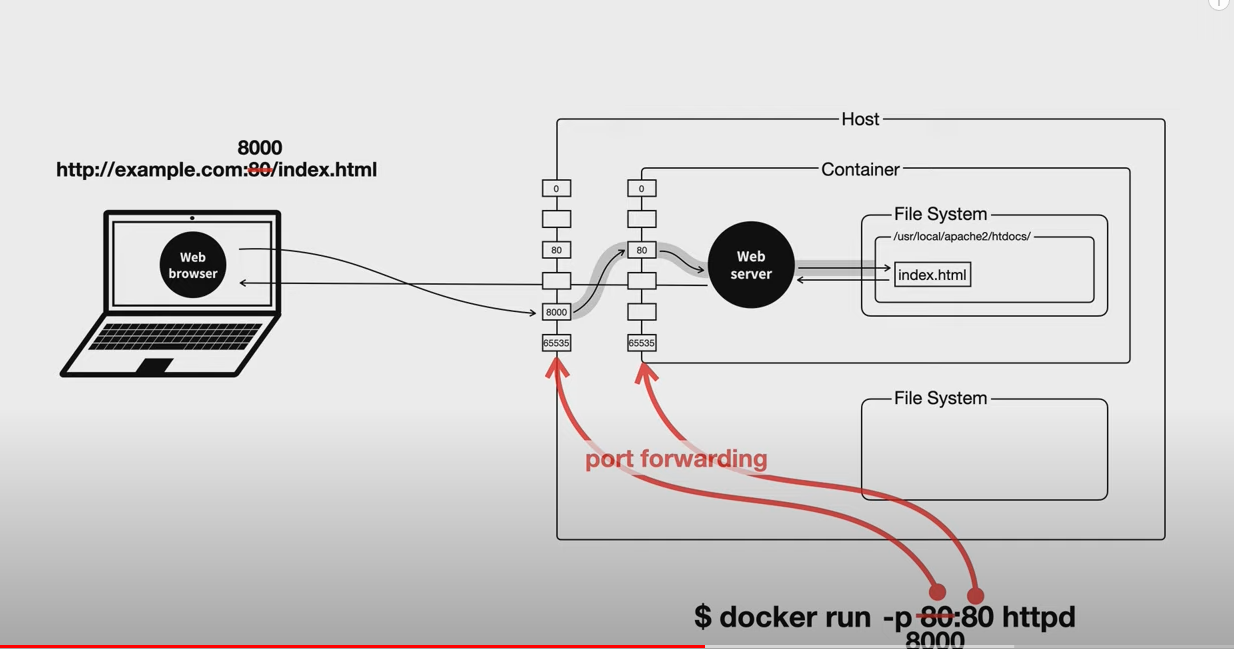 8000
http://example.com:80/index.html
Web
browser
Host
Container
0
80
8000
65535
0
80
65535
Web
server
File System
/usr/local/apache2/htdocs/
index.html
File System
port forwarding
$ docker run -p 80:80 httpd
8000